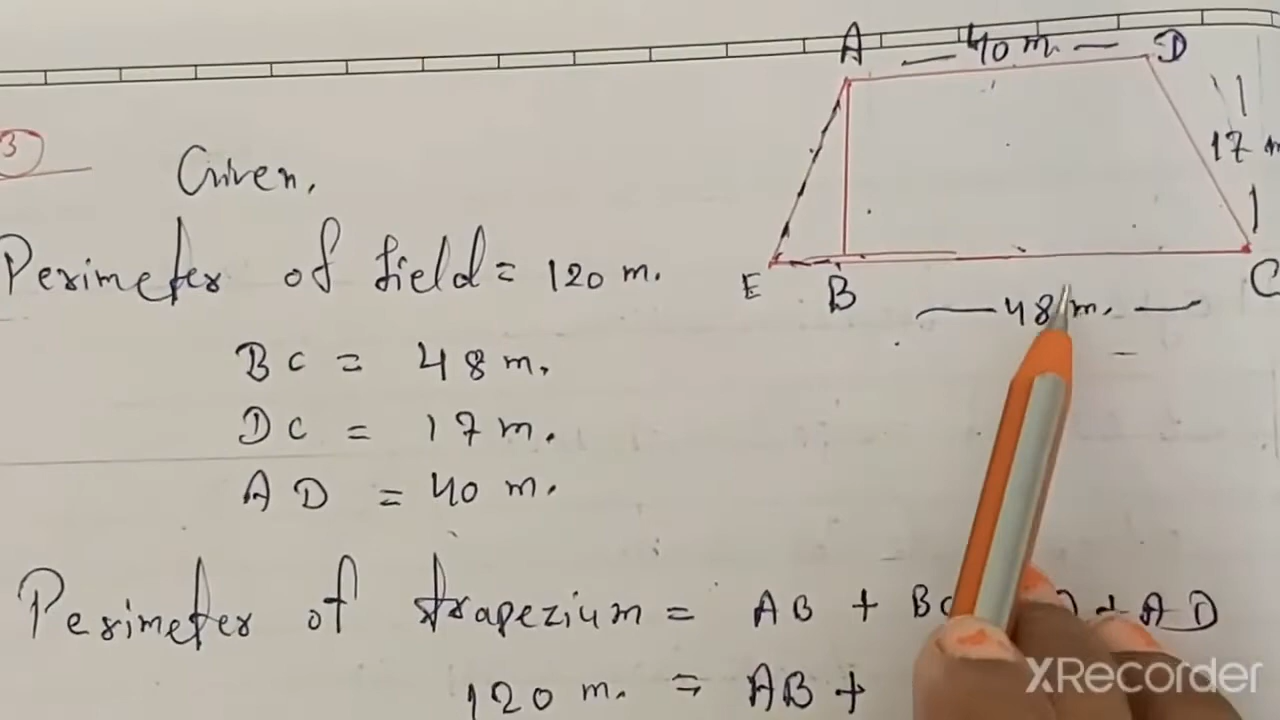 A — 40 m. — D
3
Given,
17 m
Perimeter of field = 120 m.
E B C
— 48 m. —
BC = 48 m.
DC = 17 m.
AD = 40 m.
Perimeter of trapezium = AB + BC + AD
120 m. = AB +
XRecorder